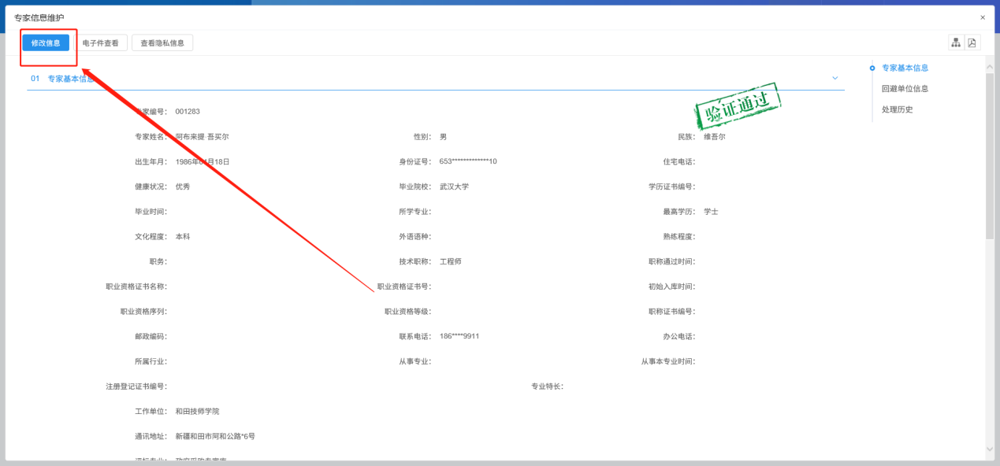 专家信息维护
×
修改信息 电子件查看 查看隐私信息
01 专家基本信息
专家基本信息
回避单位信息
处理历史
验证通过
专家编号： 001283
专家姓名： 阿布来提·吾买尔 性别： 男 民族： 维吾尔
出生年月： 1986年01月18日 身份证号： 653*************10 住宅电话：
健康状况： 优秀 毕业院校： 武汉大学 学历证书编号：
毕业时间： 所学专业： 最高学历： 学士
文化程度： 本科 外语语种： 熟练程度：
职务： 技术职称： 工程师 职称通过时间：
职业资格证书名称： 职业资格证书号： 初始入库时间：
职业资格序列： 职业资格等级： 职称证书编号：
邮政编码： 联系电话： 186****9911 办公电话：
所属行业： 从事专业： 从事本专业时间：
注册登记证书编号： 专业特长：
工作单位： 和田技师学院
通讯地址： 新疆和田市阿和公路*6号
评标专业： 政府采购专家库